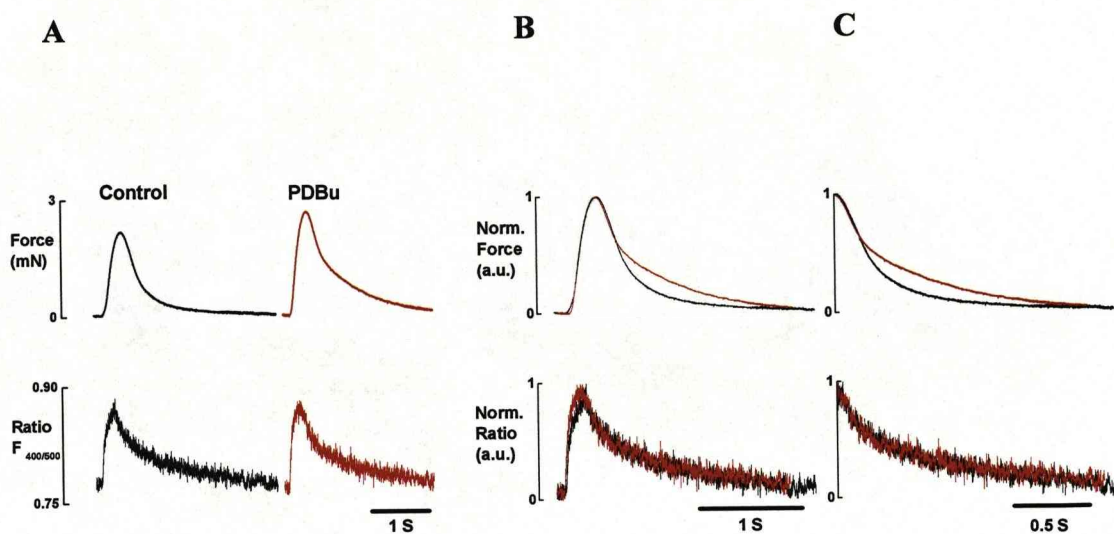 A
B
C
Control
PDBu
3
Force
(mN)
0
1
Norm.
Force
(a.u.)
0
1
0
0.90
Ratio
F 400/500
0.75
1 S
1
Norm.
Ratio
(a.u.)
0
1 S
1
0
0.5 S